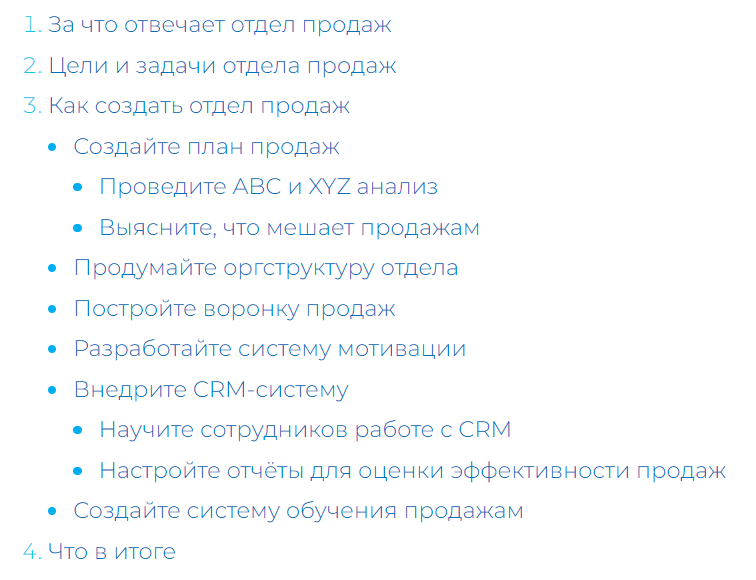 1. За что отвечает отдел продаж
2. Цели и задачи отдела продаж
3. Как создать отдел продаж
• Создайте план продаж
• Проведите ABC и XYZ анализ
• Выясните, что мешает продажам
• Продумайте оргструктуру отдела
• Постройте воронку продаж
• Разработайте систему мотивации
• Внедрите CRM-систему
• Научите сотрудников работе с CRM
• Настройте отчёты для оценки эффективности продаж
• Создайте систему обучения продажам
4. Что в итоге